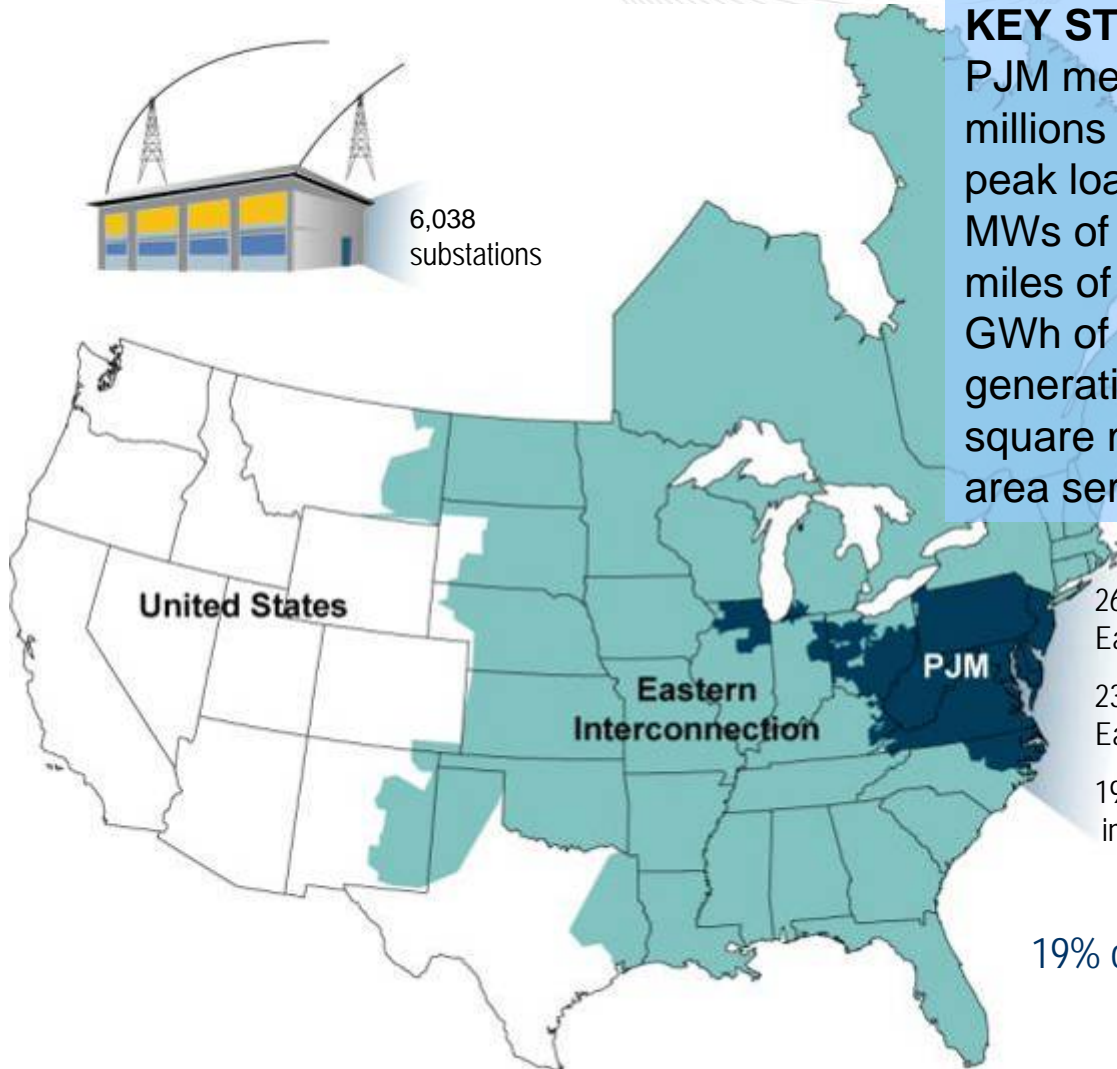 KEY ST
PJM me
millions
peak loa
MWs of
miles of
GWh of
generati
square m
area ser
6,038
substations
United States
Eastern
Interconnection
PJM
26
Ea
23
Ea
19
in
19% o